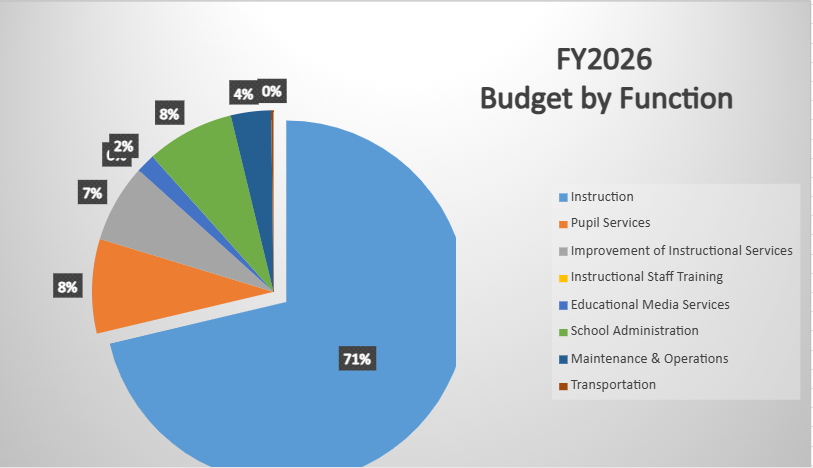 FY2026
Budget by Function
4%
0%
8%
2%
7%
8%
71%
Instruction
Pupil Services
Improvement of Instructional Services
Instructional Staff Training
Educational Media Services
School Administration
Maintenance & Operations
Transportation